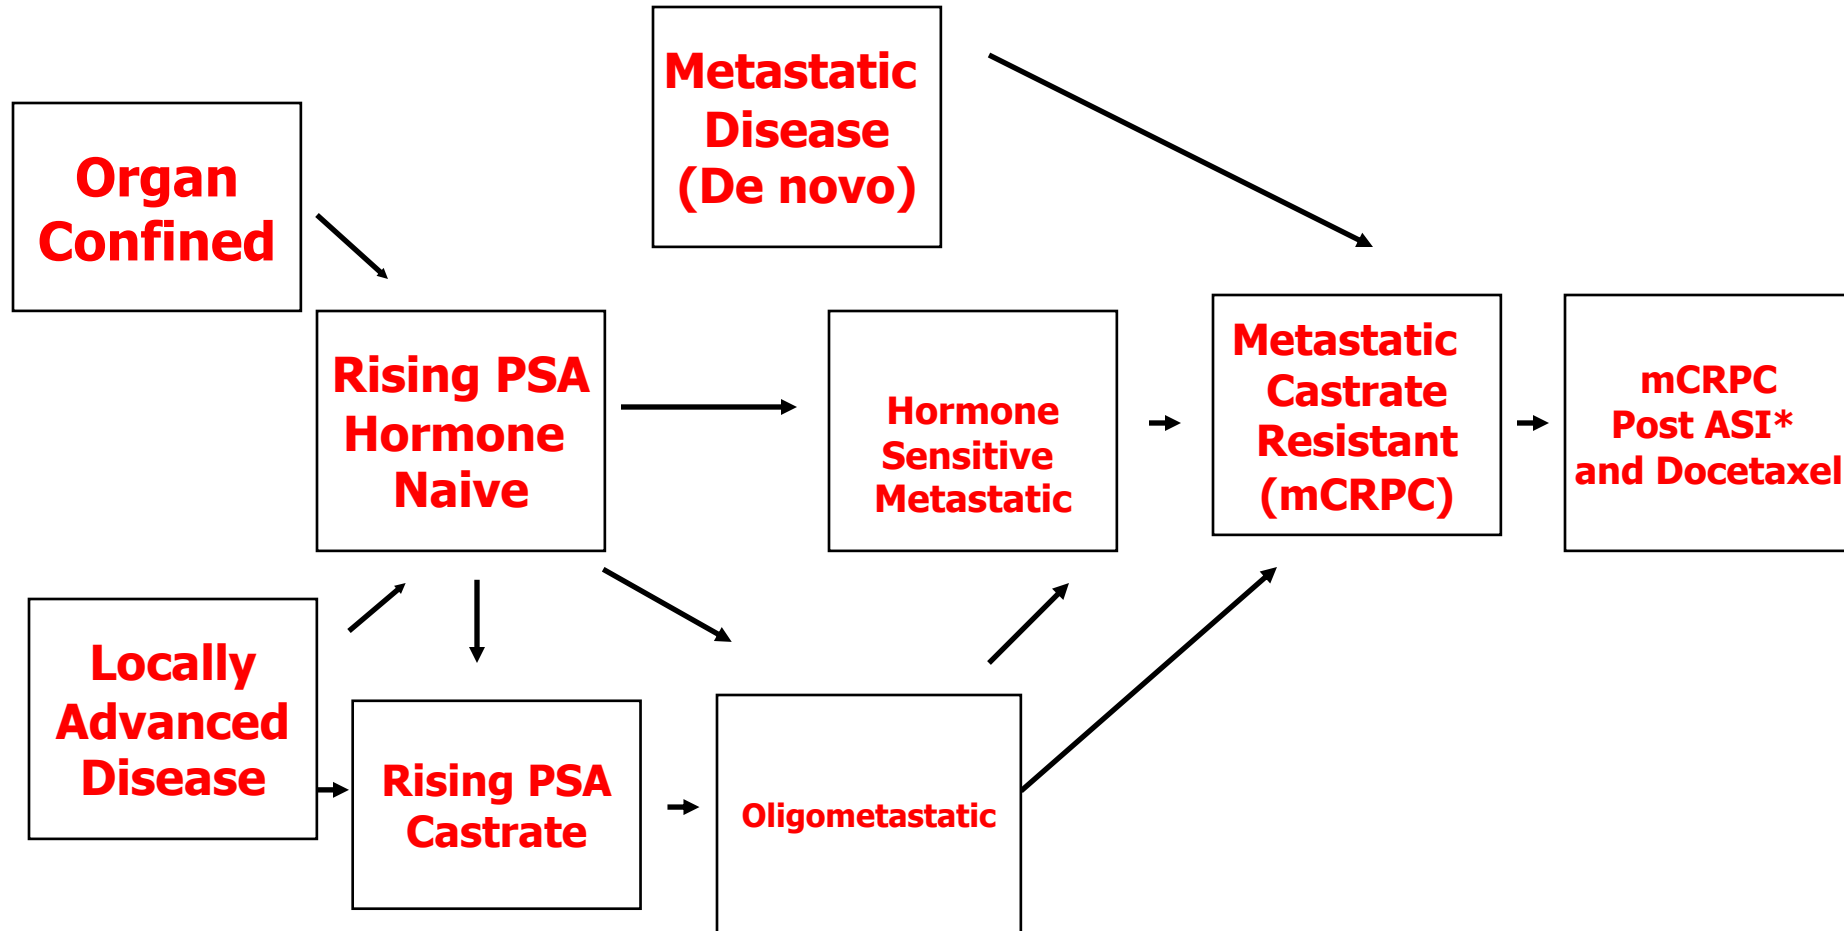 Metastatic
Disease
(De novo)
Organ
Confined
Rising PSA
Hormone
Naive
Hormone
Sensitive
Metastatic
Metastatic
Castrate
Resistant
(mCRPC)
mCRPC
Post ASI*
and Docetaxel
Locally
Advanced
Disease
Rising PSA
Castrate
Oligometastatic